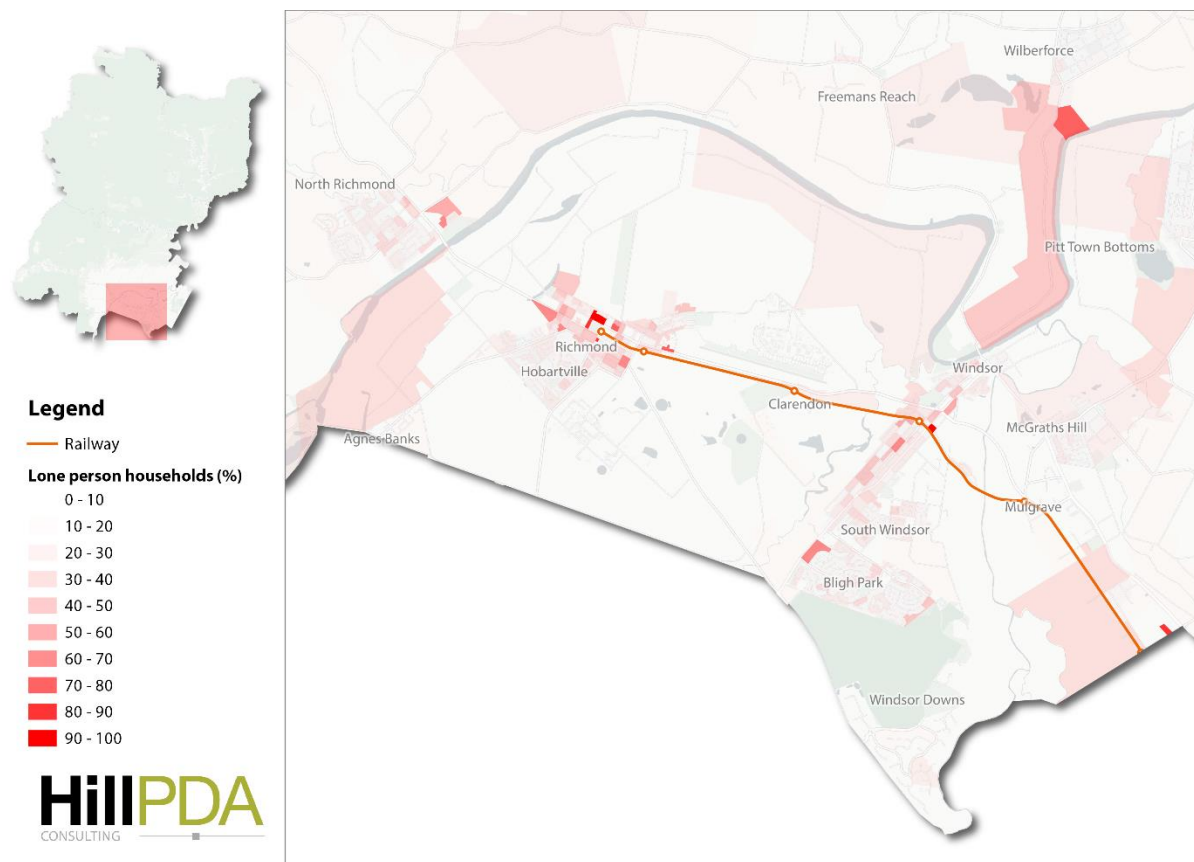 Legend
Railway
Lone person households (%)
0 - 10
10 - 20
20 - 30
30 - 40
40 - 50
50 - 60
60 - 70
70 - 80
80 - 90
90 - 100
HillPDA
CONSULTING
Wilberforce
Freemans Reach
North Richmond
Pitt Town Bottoms
Richmond
Hobartville
Windsor
Clarendon
McGraths Hill
Agnes Banks
Mulgrave
South Windsor
Bligh Park
Windsor Downs